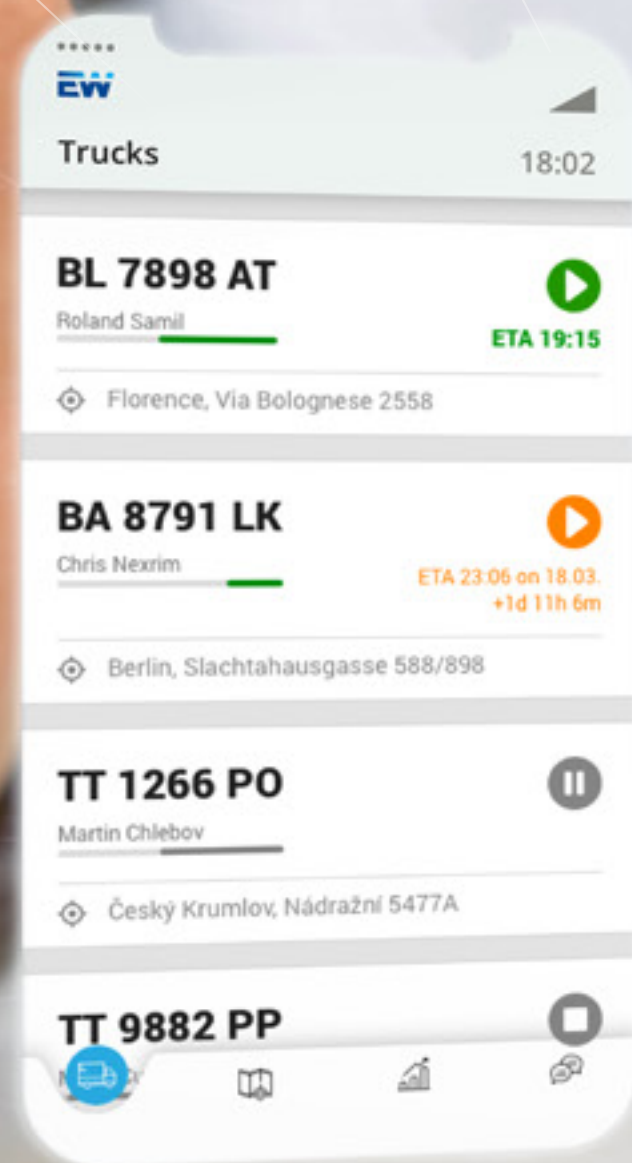 EW
Trucks
18:02
BL 7898 AT
Roland Samil
ETA 19:15
Florence, Via Bolognese 2558
BA 8791 LK
Chris Nexrim
ETA 23:06 on 18.03.
+1d 11h 6m
Berlin, Slachtahausgasse 588/898
TT 1266 PO
Martin Chlebov
Český Krumlov, Nádražní 5477A
TT 9882 PP